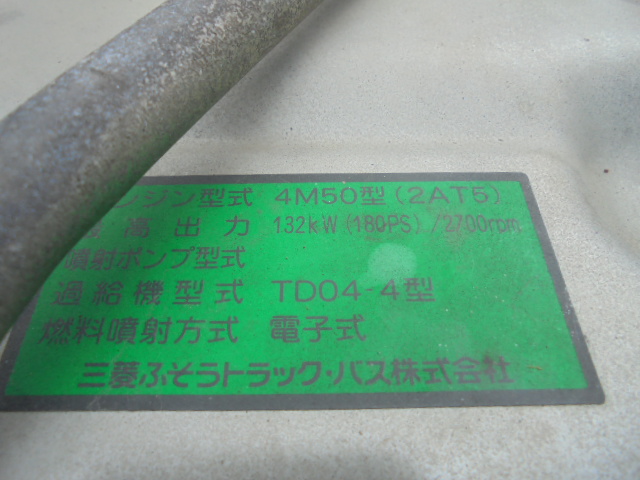 ンジン型式 4M50型(2AT5)
高出力 132kW(180PS)/2700rpm
噴射ポンプ型式
過給機型式 TD04-4型
燃料噴射方式 電子式
三菱ふそうトラック・バス株式会社